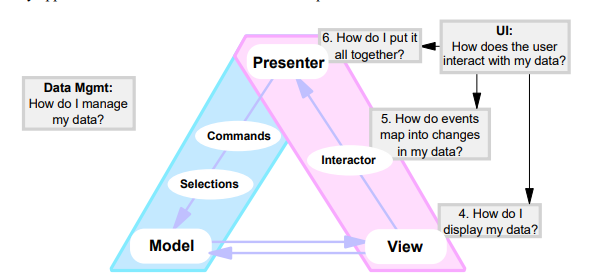 6. How do I put it
all together?
UI:
How does the user
interact with my data?
Presenter
Data Mgmt:
How do I manage
my data?
5. How do events
map into changes
in my data?
Commands
Interactor
Selections
4. How do I
display my data?
Model
View